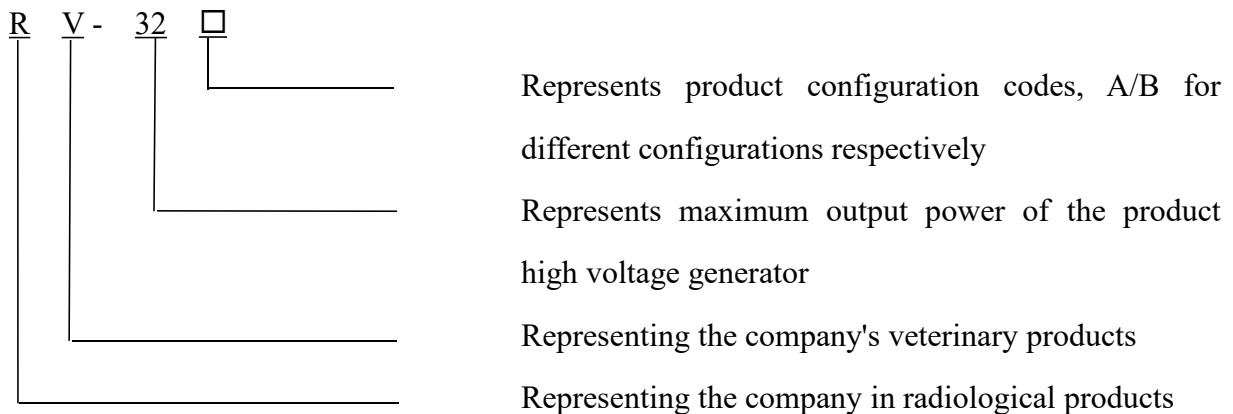 R V - 32 □
Represents product configuration codes, A/B for
different configurations respectively
Represents maximum output power of the product
high voltage generator
Representing the company's veterinary products
Representing the company in radiological products